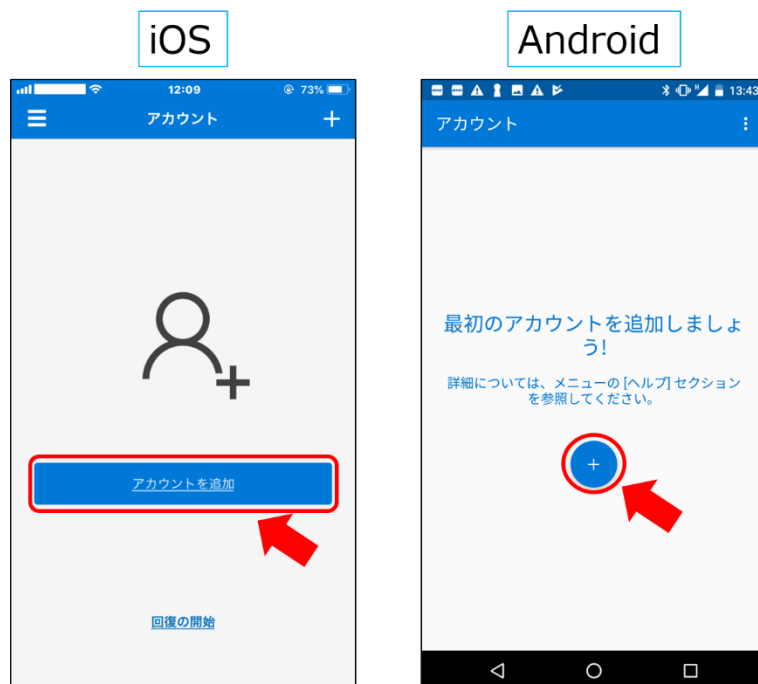 iOS
Android
12:09
73%
アカウント
13:43
アカウント
最初のアカウントを追加しましょ
う!
詳細については、メニューの [ヘルプ] セクション
を参照してください。
アカウントを追加
回復の開始